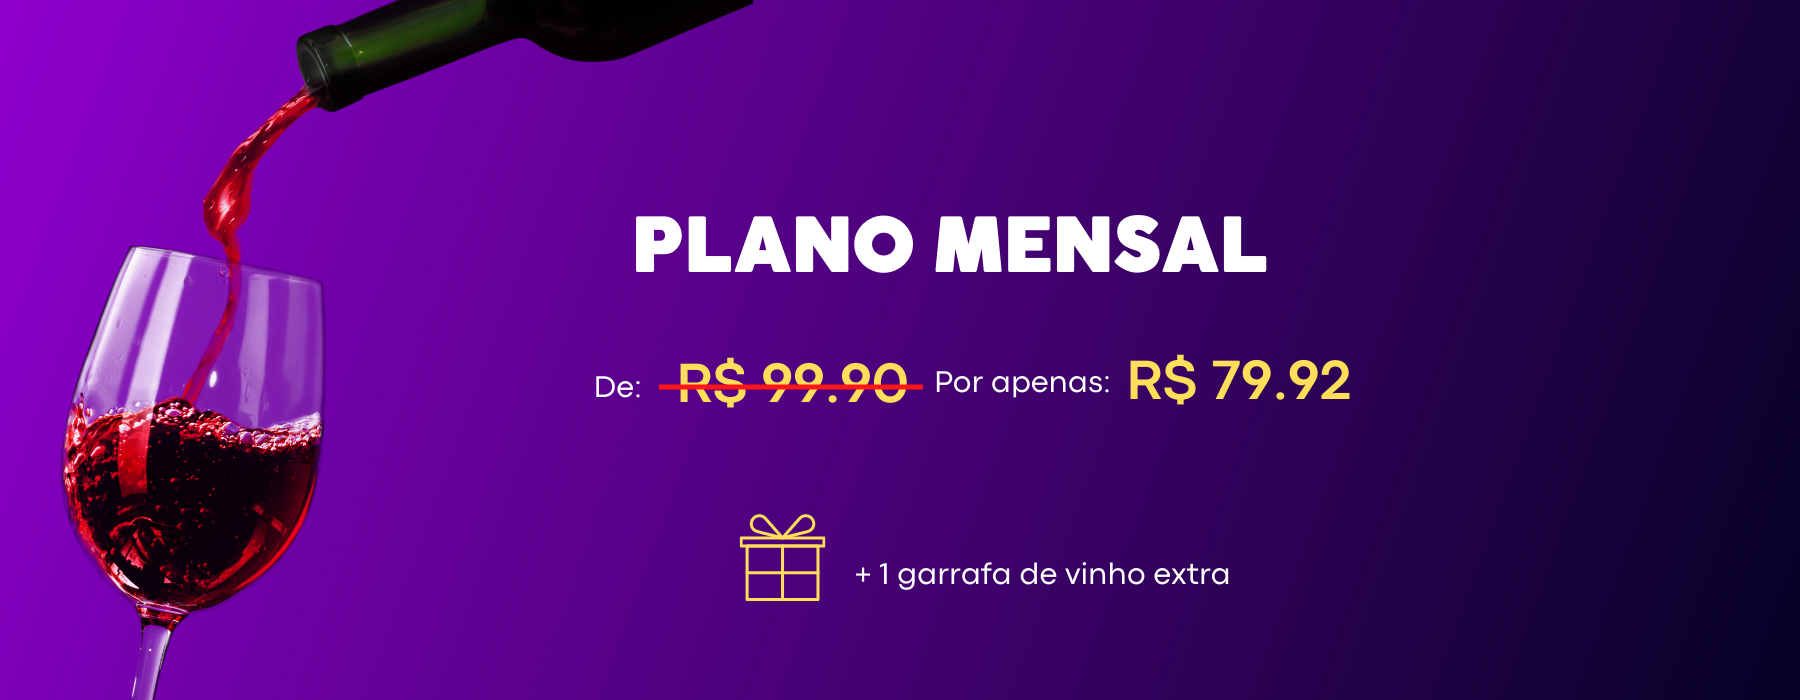 PLANO MENSAL
De: R$ 99.90 Por apenas: R$ 79.92
+ 1 garrafa de vinho extra